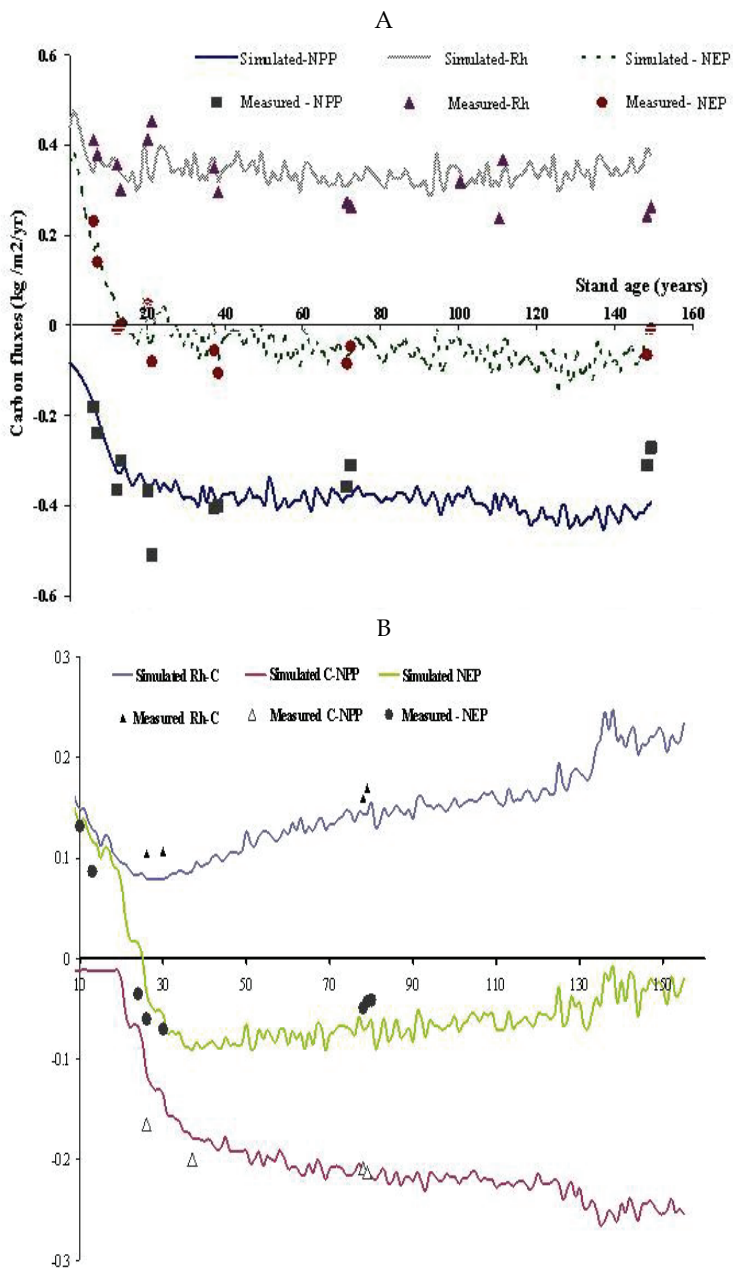 A
0.6
Simulated-NPP Simulated-Rh Simulated - NEP
Measured - NPP Measured-Rh Measured- NEP
0.4
0.2
Stand age (years)
0
20 40 60 80 100 120 140 160
-0.2
-0.4
-0.6
Carbon fluxes (kg /m2/yr)
B
0.3
Simulated Rh-C Simulated C-NPP Simulated NEP
Measured Rh-C Measured C-NPP Measured - NEP
0.2
0.1
0
10 30 50 70 90 110 130 150
-0.1
-0.2
-0.3